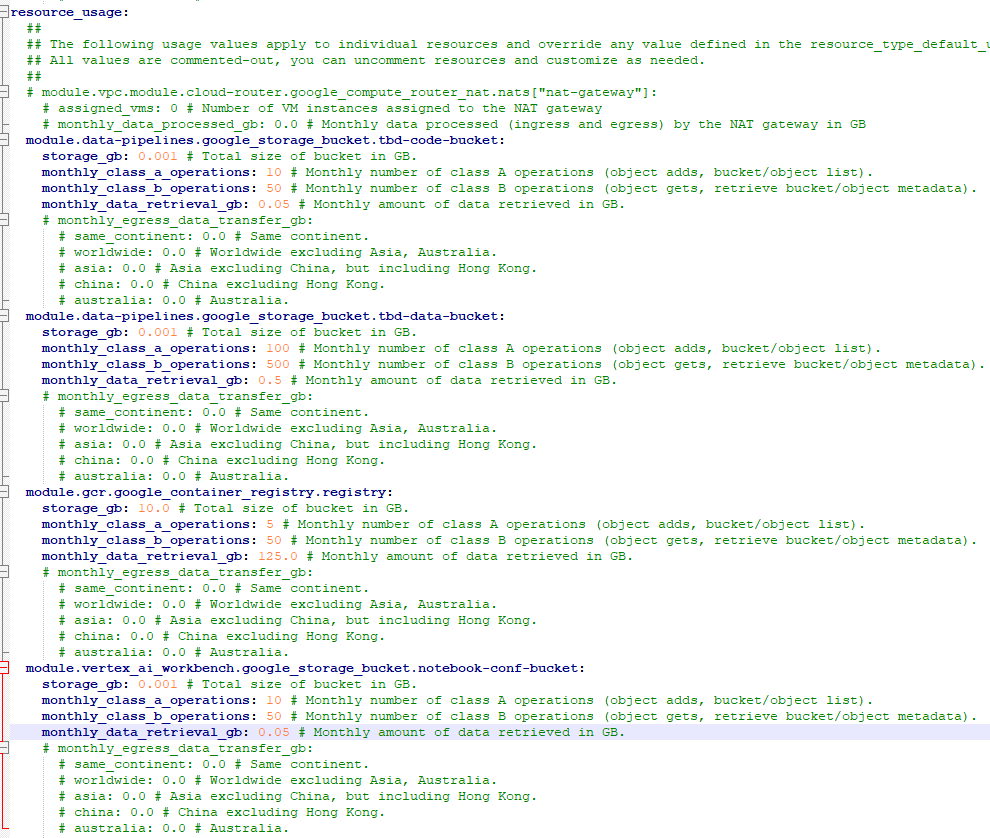 resource_usage:
  ##
  ## The following usage values apply to individual resources and override any value defined in the resource_type_default_u
  ## All values are commented-out, you can uncomment resources and customize as needed.
  ##
  # module.vpc.module.cloud-router.google_compute_router_nat.nats["nat-gateway"]:
    # assigned_vms: 0 # Number of VM instances assigned to the NAT gateway
    # monthly_data_processed_gb: 0.0 # Monthly data processed (ingress and egress) by the NAT gateway in GB
  module.data-pipelines.google_storage_bucket.tbd-code-bucket:
    storage_gb: 0.001 # Total size of bucket in GB.
    monthly_class_a_operations: 10 # Monthly number of class A operations (object adds, bucket/object list).
    monthly_class_b_operations: 50 # Monthly number of class B operations (object gets, retrieve bucket/object metadata).
    monthly_data_retrieval_gb: 0.05 # Monthly amount of data retrieved in GB.
    # monthly_egress_data_transfer_gb:
      # same_continent: 0.0 # Same continent.
      # worldwide: 0.0 # Worldwide excluding Asia, Australia.
      # asia: 0.0 # Asia excluding China, but including Hong Kong.
      # china: 0.0 # China excluding Hong Kong.
      # australia: 0.0 # Australia.
  module.data-pipelines.google_storage_bucket.tbd-data-bucket:
    storage_gb: 0.001 # Total size of bucket in GB.
    monthly_class_a_operations: 100 # Monthly number of class A operations (object adds, bucket/object list).
    monthly_class_b_operations: 500 # Monthly number of class B operations (object gets, retrieve bucket/object metadata).
    monthly_data_retrieval_gb: 0.5 # Monthly amount of data retrieved in GB.
    # monthly_egress_data_transfer_gb:
      # same_continent: 0.0 # Same continent.
      # worldwide: 0.0 # Worldwide excluding Asia, Australia.
      # asia: 0.0 # Asia excluding China, but including Hong Kong.
      # china: 0.0 # China excluding Hong Kong.
      # australia: 0.0 # Australia.
  module.gcr.google_container_registry.registry:
    storage_gb: 10.0 # Total size of bucket in GB.
    monthly_class_a_operations: 5 # Monthly number of class A operations (object adds, bucket/object list).
    monthly_class_b_operations: 50 # Monthly number of class B operations (object gets, retrieve bucket/object metadata).
    monthly_data_retrieval_gb: 125.0 # Monthly amount of data retrieved in GB.
    # monthly_egress_data_transfer_gb:
      # same_continent: 0.0 # Same continent.
      # worldwide: 0.0 # Worldwide excluding Asia, Australia.
      # asia: 0.0 # Asia excluding China, but including Hong Kong.
      # china: 0.0 # China excluding Hong Kong.
      # australia: 0.0 # Australia.
  module.vertex_ai_workbench.google_storage_bucket.notebook-conf-bucket:
    storage_gb: 0.001 # Total size of bucket in GB.
    monthly_class_a_operations: 10 # Monthly number of class A operations (object adds, bucket/object list).
    monthly_class_b_operations: 50 # Monthly number of class B operations (object gets, retrieve bucket/object metadata).
    monthly_data_retrieval_gb: 0.05 # Monthly amount of data retrieved in GB.
    # monthly_egress_data_transfer_gb:
      # same_continent: 0.0 # Same continent.
      # worldwide: 0.0 # Worldwide excluding Asia, Australia.
      # asia: 0.0 # Asia excluding China, but including Hong Kong.
      # china: 0.0 # China excluding Hong Kong.
      # australia: 0.0 # Australia.